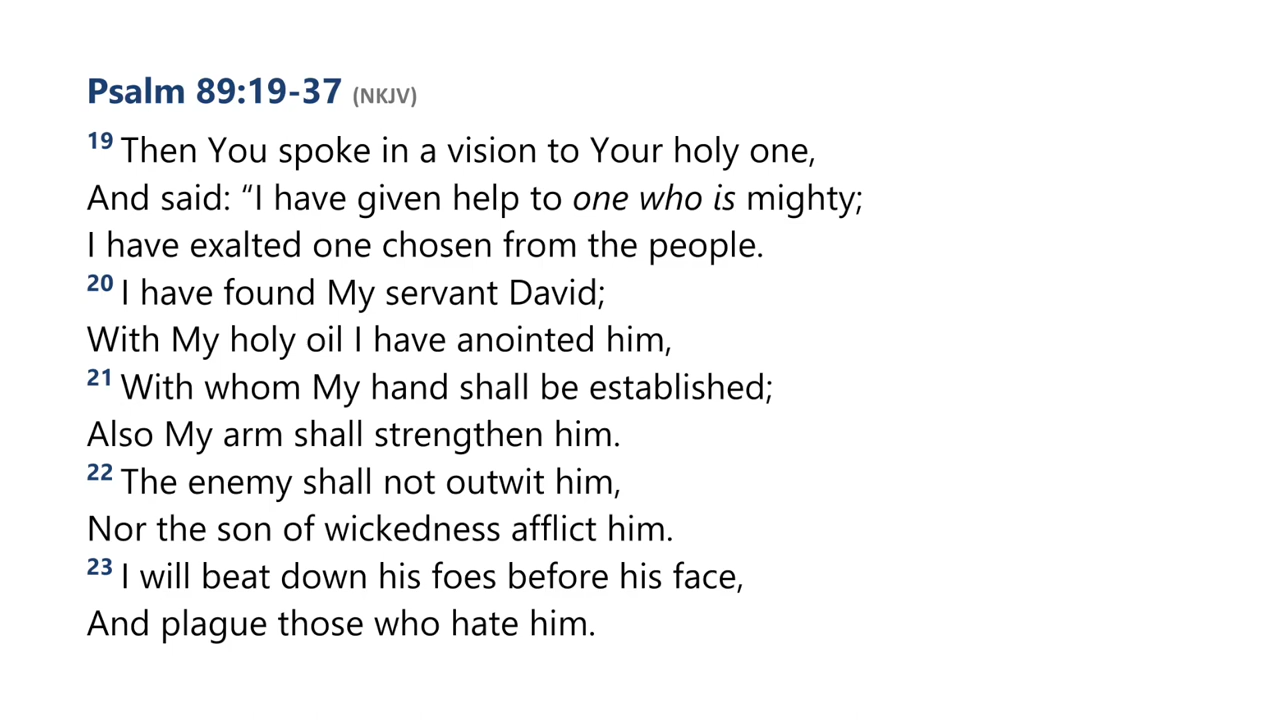 Psalm 89:19-37 (NKJV)
19 Then You spoke in a vision to Your holy one,
And said: “I have given help to one who is mighty;
I have exalted one chosen from the people.
20 I have found My servant David;
With My holy oil I have anointed him,
21 With whom My hand shall be established;
Also My arm shall strengthen him.
22 The enemy shall not outwit him,
Nor the son of wickedness afflict him.
23 I will beat down his foes before his face,
And plague those who hate him.